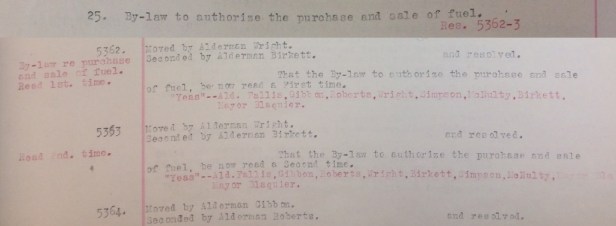 25. By-law to authorize the purchase and sale of fuel.
Res. 5362-3
5362. Moved by Alderman Wright.
By-law re purchase Seconded by Alderman Birkett. and resolved.
and sale of fuel. That the By-law to authorize the purchase and sale
Read 1st. time. of fuel, be now read a First time.
"Yeas"--Ald. Fallis, Gibbon, Roberts, Wright, Simpson, McNulty, Birkett,
Mayor Elaquier.
5363 Moved by Alderman Wright.
Seconded by Alderman Birkett. and resolved.
Read 2nd. time. That the By-law to authorize the purchase and sale
of fuel, be now read a Second time.
"Yeas"--Ald. Fallis, Gibbon, Roberts, Wright, Birkett, Simpson, McNulty,
Mayor Elaquier.
5364. Moved by Alderman Gibbon.
Seconded by Alderman Roberts. and resolved.